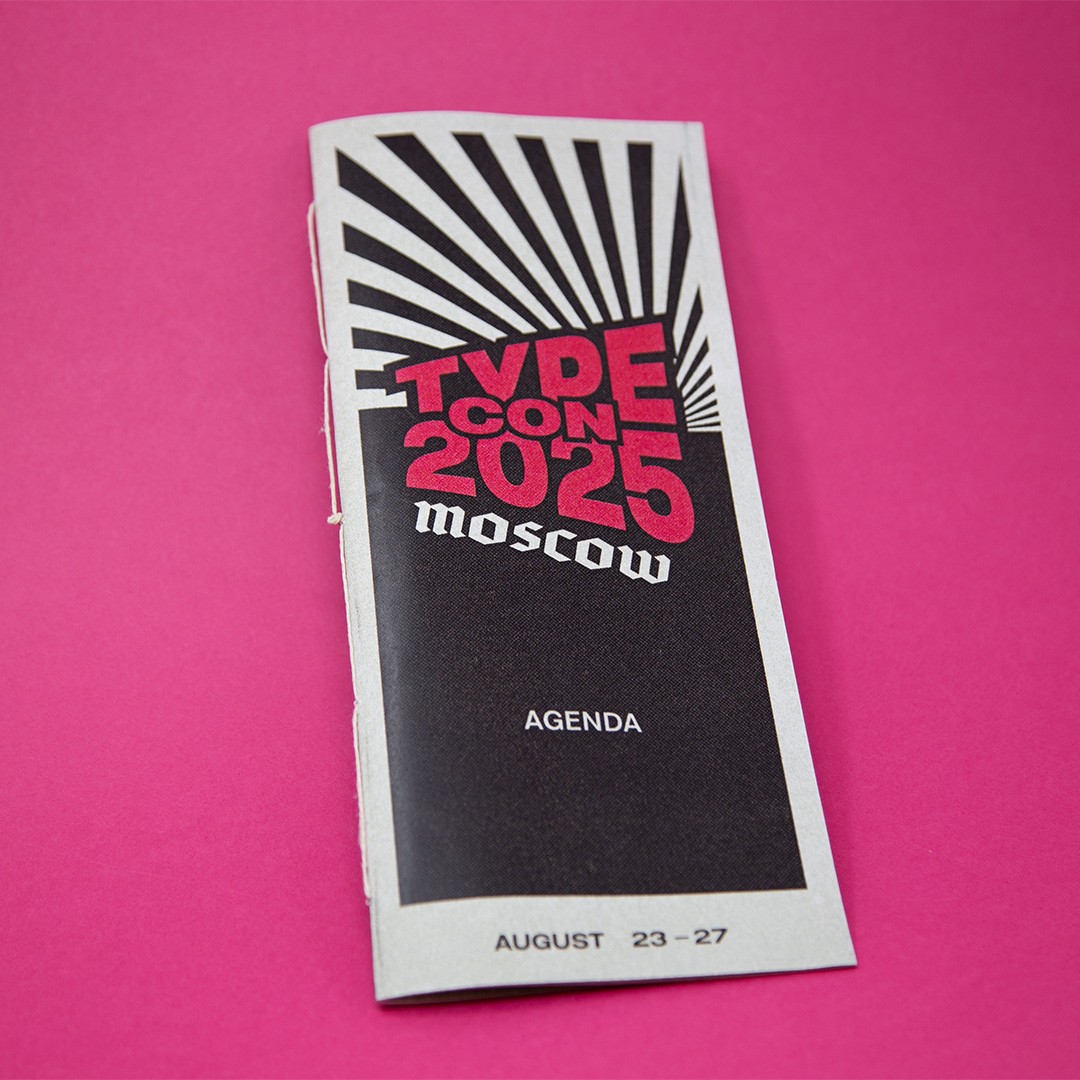 TVDE
CON
2025
moscow
AGENDA
AUGUST 23–27